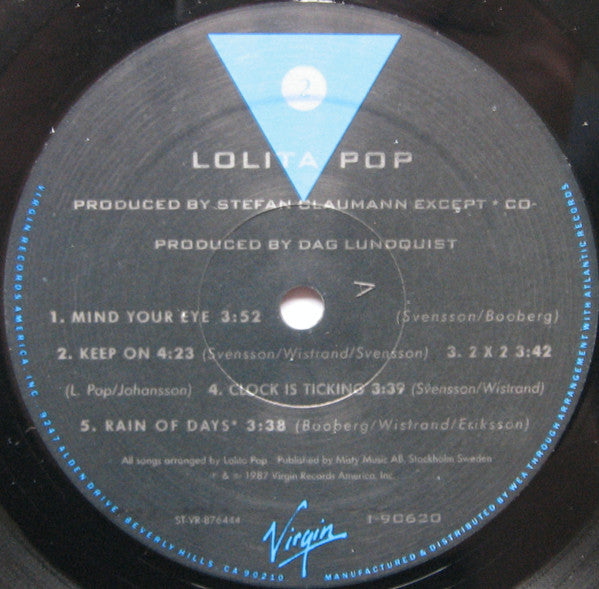 2
LOLITA POP
PRODUCED BY STEFAN GLAUMANN EXCEPT * CO-
PRODUCED BY DAG LUNDQUIST
1. MIND YOUR EYE 3:52 (Svensson/Booberg)
2. KEEP ON 4:23 (Svensson/Wistrand/Svensson) 3. 2 X 2 3:42
(L. Pop/Johansson) 4. CLOCK IS TICKING 3:39 (Svensson/Wistrand)
5. RAIN OF DAYS* 3:38 (Booberg/Wistrand/Eriksson)
All songs arranged by Lolita Pop Published by Misty Music AB, Stockholm Sweden
℗ & © 1987 Virgin Records America, Inc.
ST-VR-876444
1-90620
Virgin
VIRGIN RECORDS AMERICA, INC. 9247 ALDEN DRIVE · BEVERLY HILLS, CA 90210 · MANUFACTURED & DISTRIBUTED BY WEA THROUGH ARRANGEMENT WITH ATLANTIC RECORDS